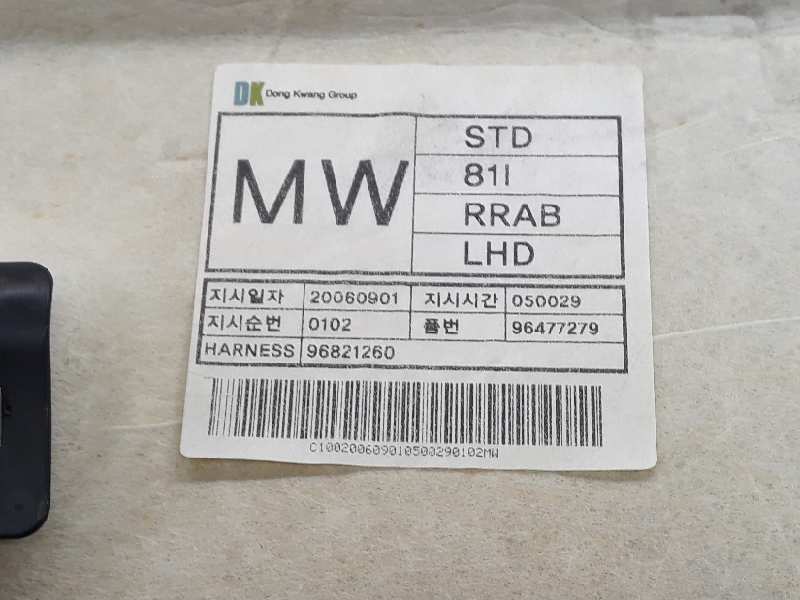 DK Dong Kwang Group
MW
STD
81I
RRAB
LHD
지시일자 20060901 지시시간 050029
지시순번 0102 품번 96477279
HARNESS 96821260
C100200609010500290102MW